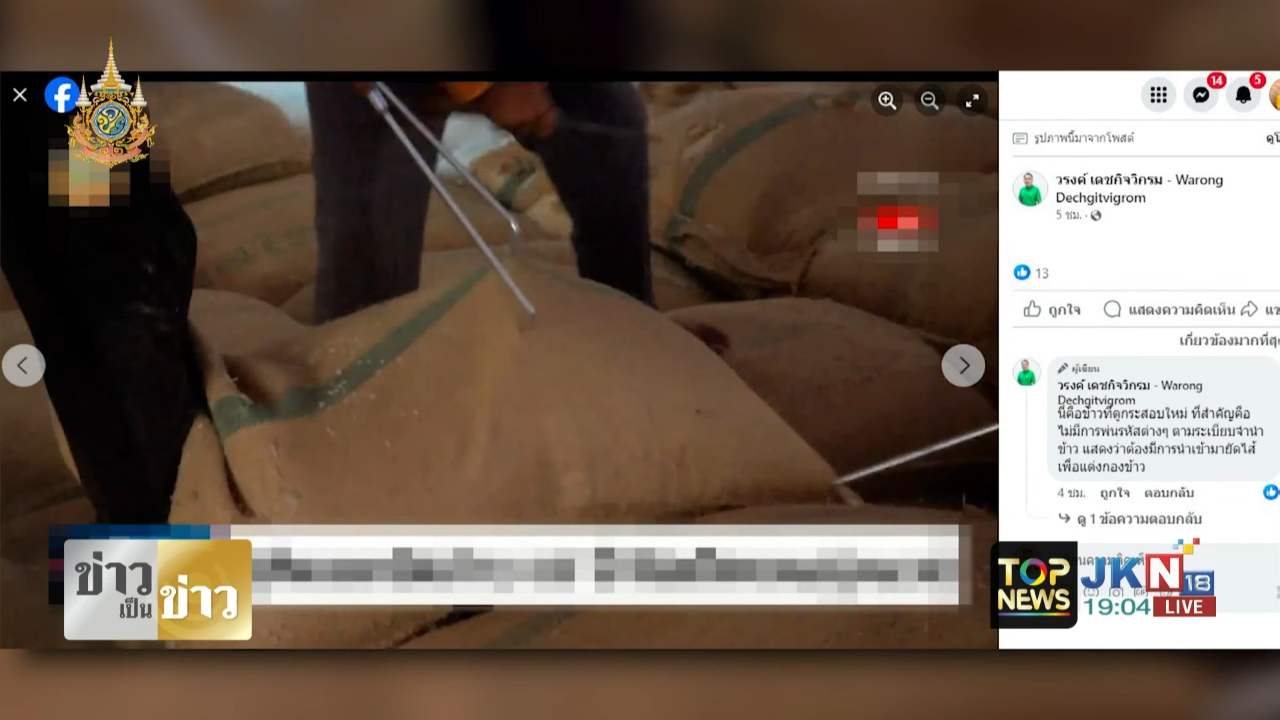 14
5
รูปภาพนี้มาจากโพสต์
วรงค์ เดชกิจวิกรม - Warong
Dechgitvigrom
5 ชม.
13
ถูกใจ
แสดงความคิดเห็น
แช
เกี่ยวข้องมากที่สุด
ผู้เขียน
วรงค์ เดชกิจวิกรม - Warong
Dechgitvigrom
นี่คือข้าวที่ดูกระสอบใหม่ ที่สำคัญคือ
ไม่มีการพ่นรหัสต่างๆ ตามระเบียบจำนำ
ข้าว แสดงว่าต้องมีการนำเข้ามายัดไส้
เพื่อแต่งกองข้าว
4 ชม. ถูกใจ ตอบกลับ
ดู 1 ข้อความตอบกลับ
ข่าว
เป็น
ข่าว
TOP
NEWS
JKN 18
19:04 LIVE